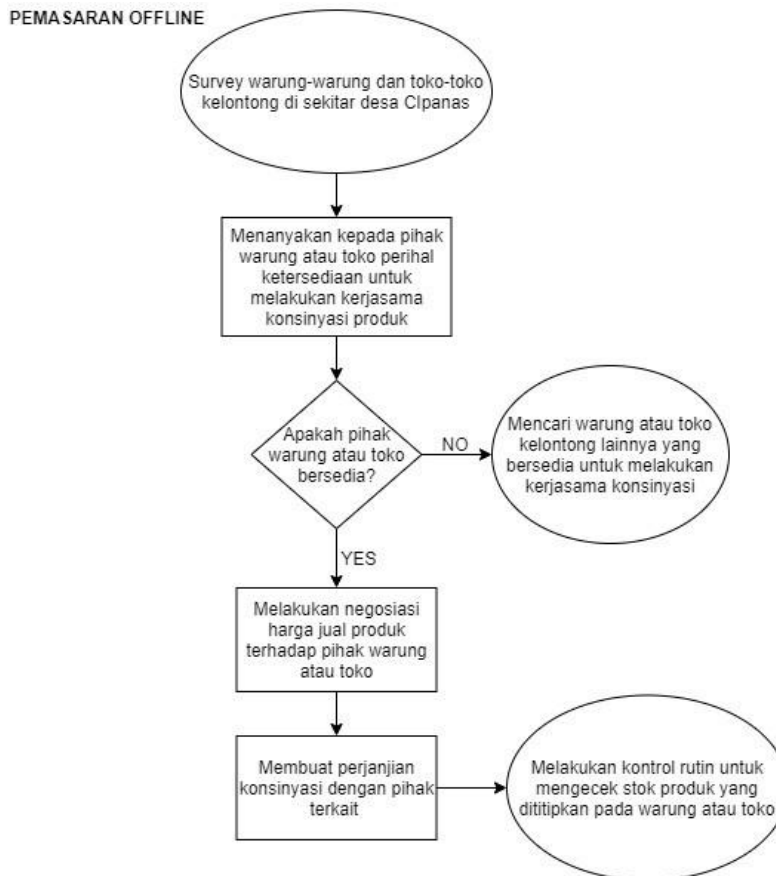 PEMASARAN OFFLINE
Survey warung-warung dan toko-toko
kelontong di sekitar desa CIpanas
Menanyakan kepada pihak
warung atau toko perihal
ketersediaan untuk
melakukan kerjasama
konsinyasi produk
Apakah pihak
warung atau toko
bersedia?
NO
Mencari warung atau toko
kelontong lainnya yang
bersedia untuk melakukan
kerjasama konsinyasi
YES
Melakukan negosiasi
harga jual produk
terhadap pihak warung
atau toko
Membuat perjanjian
konsinyasi dengan pihak
terkait
Melakukan kontrol rutin untuk
mengecek stok produk yang
dititipkan pada warung atau toko